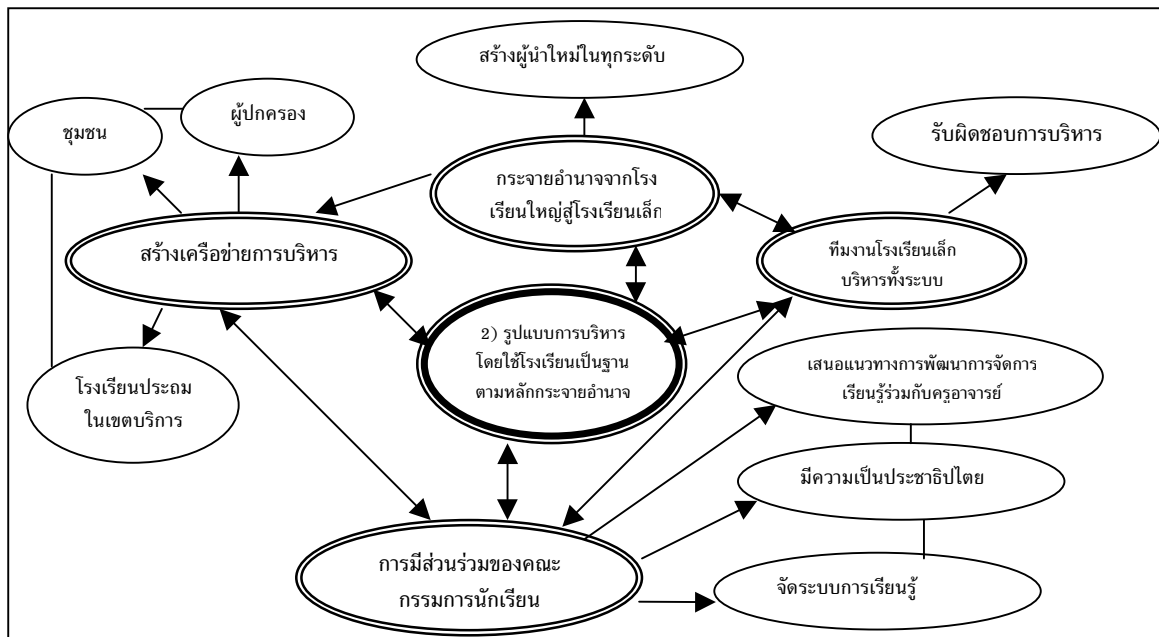 สร้างผู้นำใหม่ในทุกระดับ
ผู้ปกครอง
ชุมชน
รับผิดชอบการบริหาร
กระจายอำนาจจากโรง
เรียนใหญ่สู่โรงเรียนเล็ก
สร้างเครือข่ายการบริหาร
ทีมงานโรงเรียนเล็ก
บริหารทั้งระบบ
2) รูปแบบการบริหาร
โดยใช้โรงเรียนเป็นฐาน
ตามหลักกระจายอำนาจ
เสนอแนวทางการพัฒนาการจัดการ
เรียนรู้ร่วมกับครูอาจารย์
โรงเรียนประถม
ในเขตบริการ
มีความเป็นประชาธิปไตย
การมีส่วนร่วมของคณะ
กรรมการนักเรียน
จัดระบบการเรียนรู้